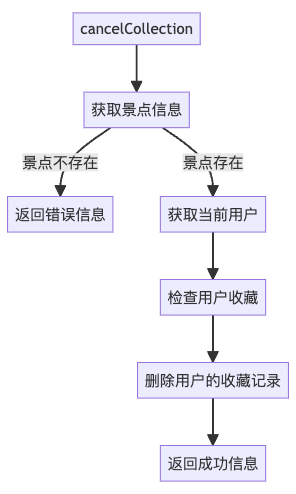 cancelCollection
获取景点信息
景点不存在
景点存在
返回错误信息
获取当前用户
检查用户收藏
删除用户的收藏记录
返回成功信息